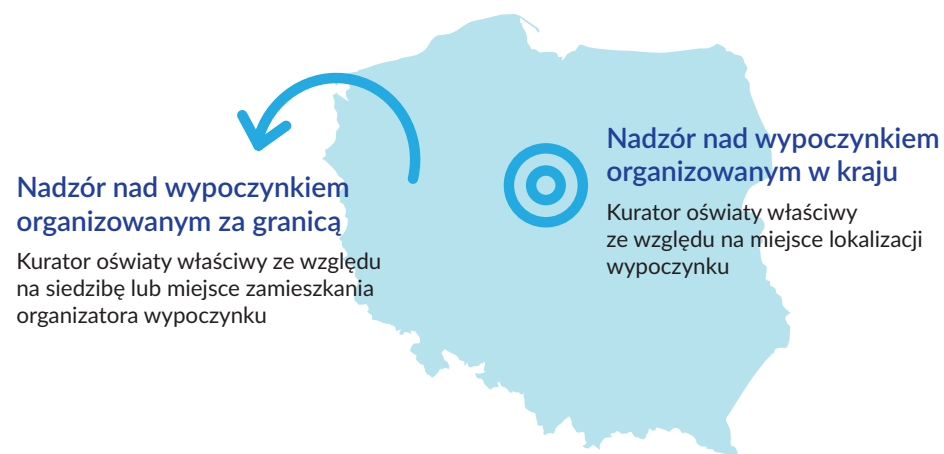 Nadzór nad wypoczynkiem
organizowanym za granicą
Kurator oświaty właściwy ze względu
na siedzibę lub miejsce zamieszkania
organizatora wypoczynku
Nadzór nad wypoczynkiem
organizowanym w kraju
Kurator oświaty właściwy
ze względu na miejsce lokalizacji
wypoczynku